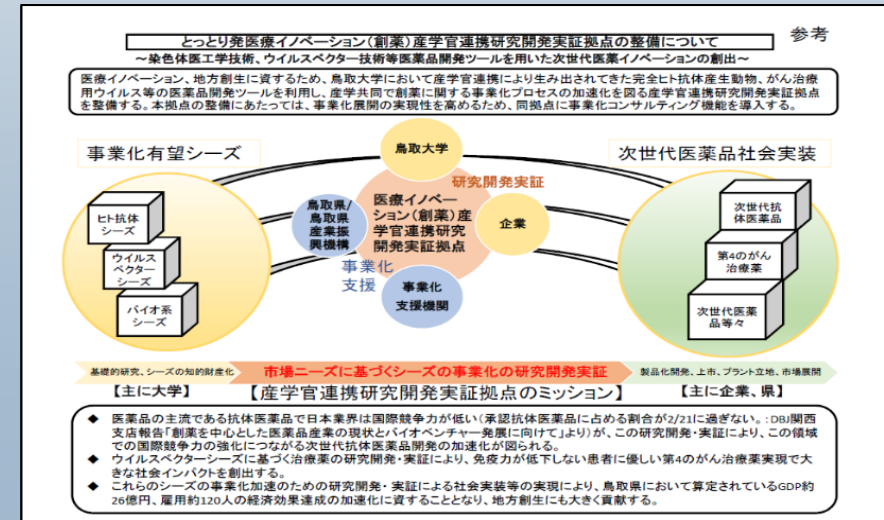 参考
とっとり発医療イノベーション(創薬)産学官連携研究開発実証拠点の整備について
～染色体医工学技術、ウイルスベクター技術等医薬品開発ツールを用いた次世代医薬イノベーションの創出～
医療イノベーション、地方創生に資するため、鳥取大学において産学官連携により生み出されてきた完全ヒト抗体産生動物、がん治療
用ウイルス等の医薬品開発ツールを利用し、産学共同で創薬に関する事業化プロセスの加速化を図る産学官連携研究開発実証拠点
を整備する。本拠点の整備にあたっては、事業化展開の実現性を高めるため、同拠点に事業化コンサルティング機能を導入する。
事業化有望シーズ
ヒト抗体
シーズ
ウイルス
ベクター
シーズ
バイオ系
シーズ
鳥取大学
研究開発実証
鳥取県/
鳥取県
産業振
興機構
医療イノベー
ション(創薬)産
学官連携研究
開発実証拠点
企業
事業化
支援
事業化
支援機関
次世代医薬品社会実装
次世代抗
体医薬品
第4のがん
治療薬
次世代医薬
品等々
基礎的研究、シーズの知的財産化
市場ニーズに基づくシーズの事業化の研究開発実証
製品化開発、上市、プラント立地、市場展開
【主に大学】
【産学官連携研究開発実証拠点のミッション】
【主に企業、県】
◆ 医薬品の主流である抗体医薬品で日本業界は国際競争力が低い(承認抗体医薬品に占める割合が2/21に過ぎない。:DBJ関西
支店報告「創薬を中心とした医薬品産業の現状とバイオベンチャー発展に向けて」より)が、この研究開発・実証により、この領域
での国際競争力の強化につながる次世代抗体医薬品開発の加速化が図られる。
◆ ウイルスベクターシーズに基づく治療薬の研究開発・実証により、免疫力が低下しない患者に優しい第4のがん治療薬実現で大
きな社会インパクトを創出する。
◆ これらのシーズの事業化加速のための研究開発・実証による社会実装等の実現により、鳥取県において算定されているGDP約
26億円、雇用約120人の経済効果達成の加速化に資することとなり、地方創生にも大きく貢献する。